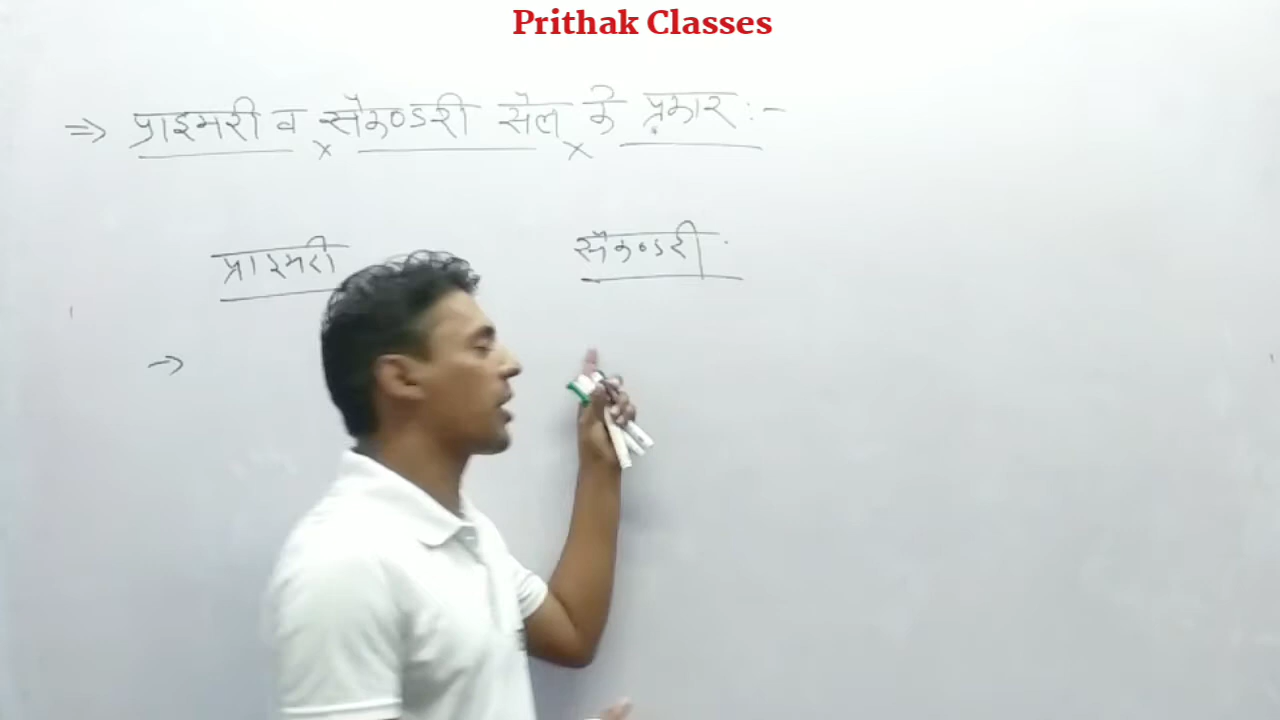 Prithak Classes
⇒ प्राइमरी व सैकण्डरी सैल के प्रकार :-
प्राइमरी सैकण्डरी
→